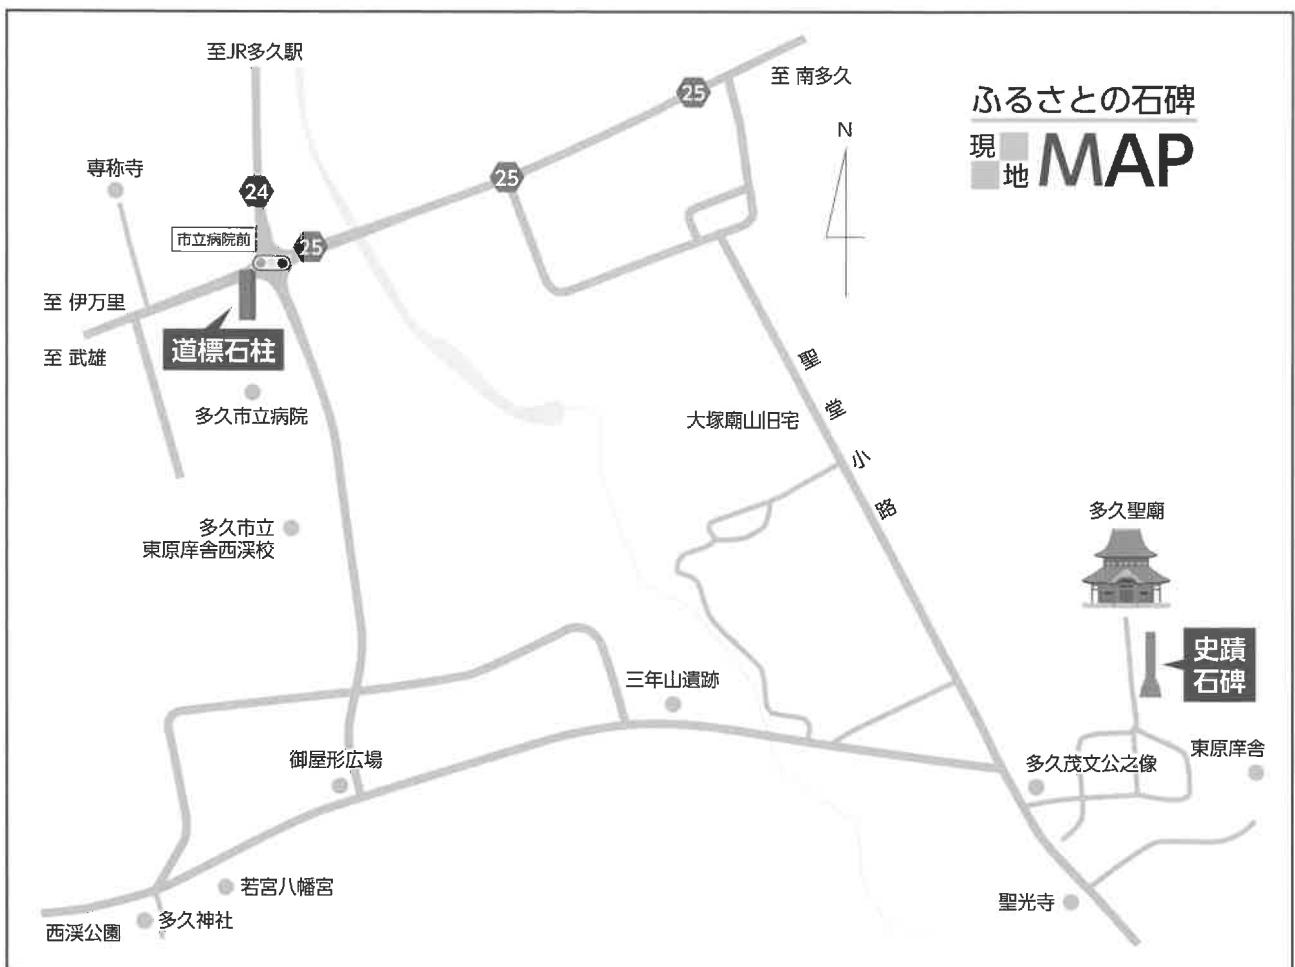 至JR多久駅
至 南多久
ふるさとの石碑
現地
MAP
25
N
専称寺
25
24
市立病院前
25
至 伊万里
道標石柱
至 武雄
聖堂小路
多久市立病院
大塚廟山旧宅
多久聖廟
多久市立
東原庠舎西渓校
史蹟
石碑
三年山遺跡
東原庠舎
御屋形広場
多久茂文公之像
若宮八幡宮
聖光寺
多久神社
西渓公園